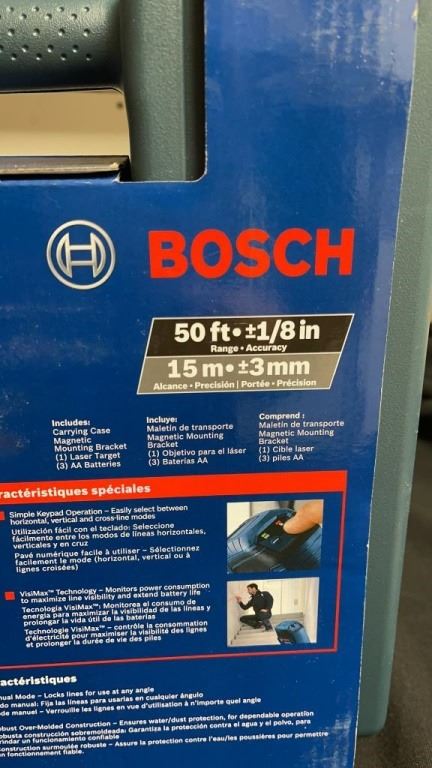 BOSCH
50 ft•±1/8 in
Range • Accuracy
15 m•±3mm
Alcance • Precisión | Portée • Précision
Includes:
Carrying Case
Magnetic
Mounting Bracket
(1) Laser Target
(3) AA Batteries
Incluye:
Maletín de transporte
Magnetic Mounting
Bracket
(1) Objetivo para el láser
(3) Baterías AA
Comprend :
Maletín de transporte
Magnetic Mounting
Bracket
(1) Cible laser
(3) piles AA
ractéristiques spéciales
Simple Keypad Operation – Easily select between
horizontal, vertical and cross-line modes
Utilización fácil con el teclado: Seleccione
fácilmente entre los modos de líneas horizontales,
verticales y en cruz
Pavé numérique facile à utiliser – Sélectionnez
facilement le mode (horizontal, vertical ou à
lignes croisées)
VisiMax™ Technology – Monitors power consumption
to maximize line visibility and extend battery life
Tecnología VisiMax™: Monitorea el consumo de
energía para maximizar la visibilidad de las líneas y
prolongar la vida útil de las baterías
Technologie VisiMax™ – contrôle la consommation
d'électricité pour maximiser la visibilité des lignes
et prolonger la durée de vie des piles
ractéristiques
nual Mode – Locks lines for use at any angle
do manual: Fija las líneas para usarlas en cualquier ángulo
de manuel – Verrouille les lignes en vue d'utilisation à n'importe quel angle
bust Over-Molded Construction – Ensures water/dust protection, for dependable operation
obusta construcción sobremoldeada: Garantiza la protección contra el agua y el polvo, para
rindar un funcionamiento confiable
onstruction surmoulée robuste – Assure la protection contre l'eau/les poussières pour permettre
un fonctionnement fiable.